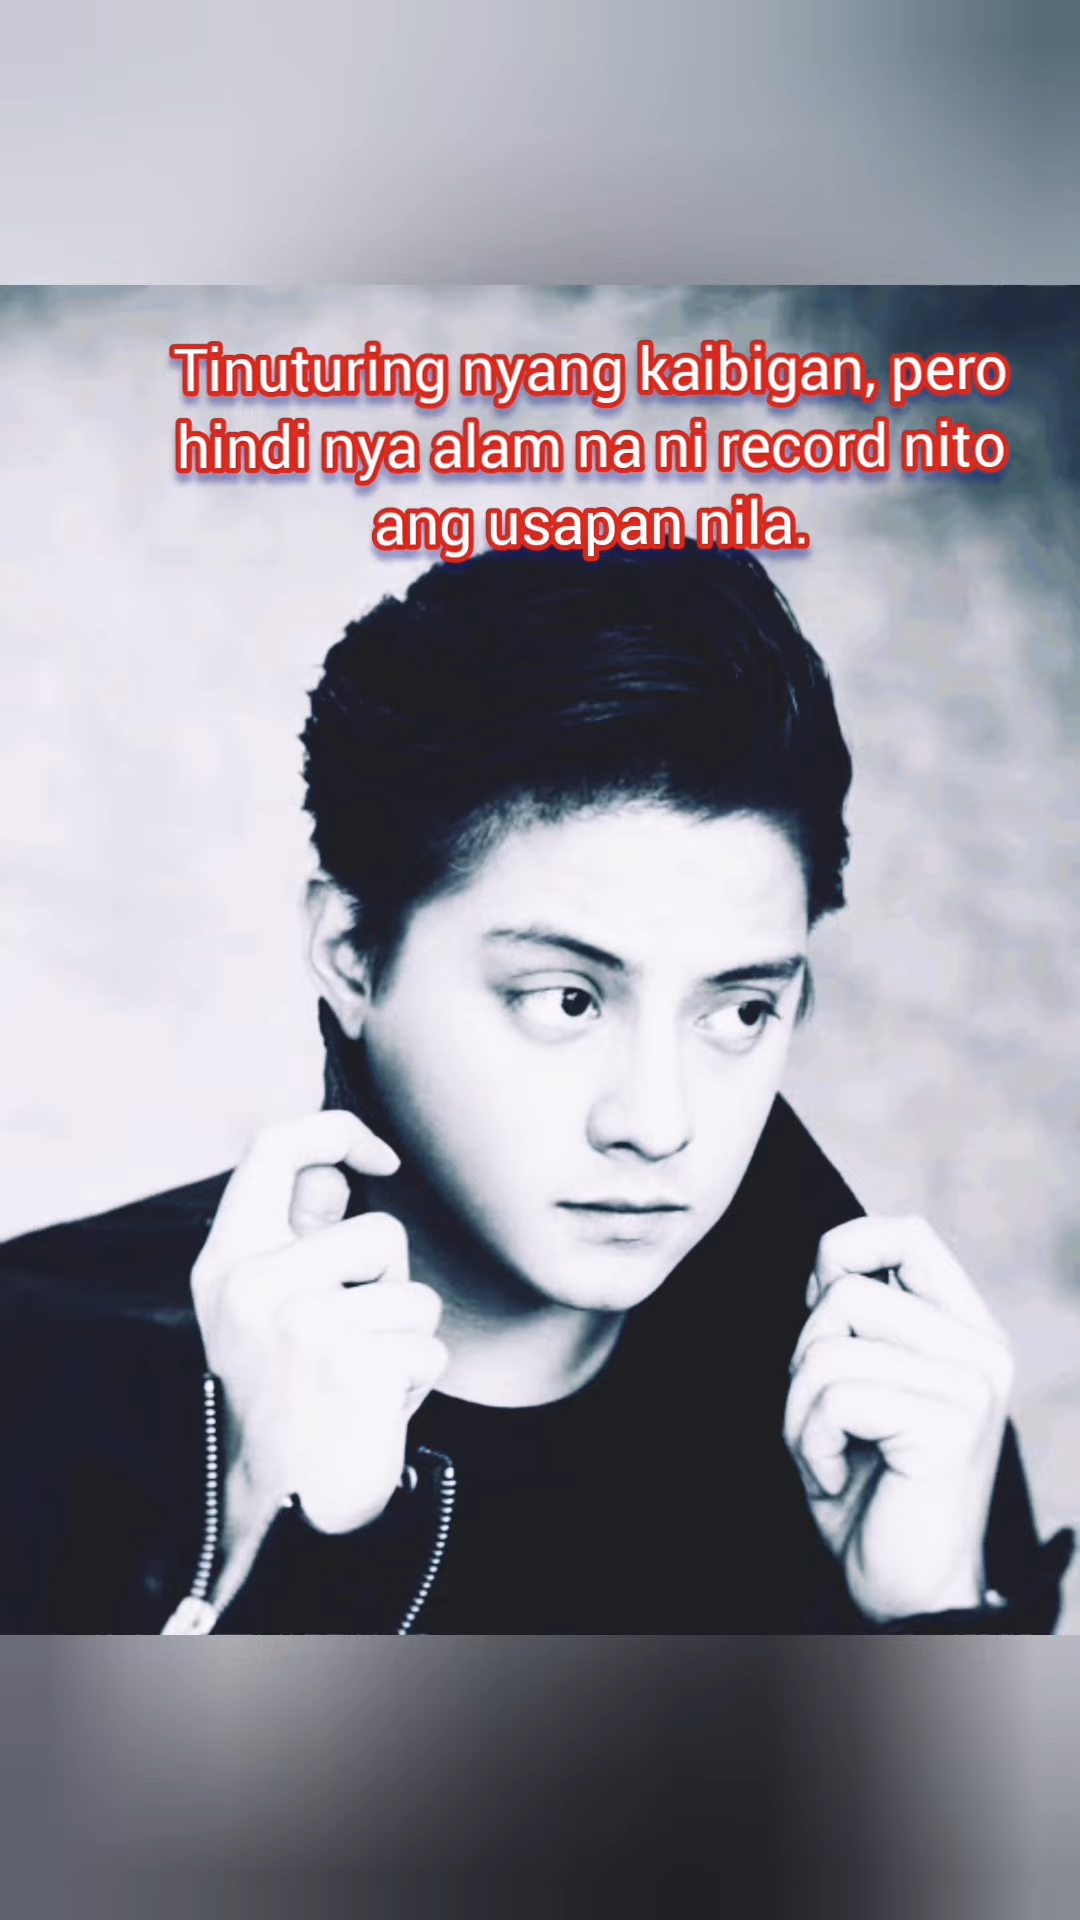 Tinuturing nyang kaibigan, pero
hindi nya alam na ni record nito
ang usapan nila.